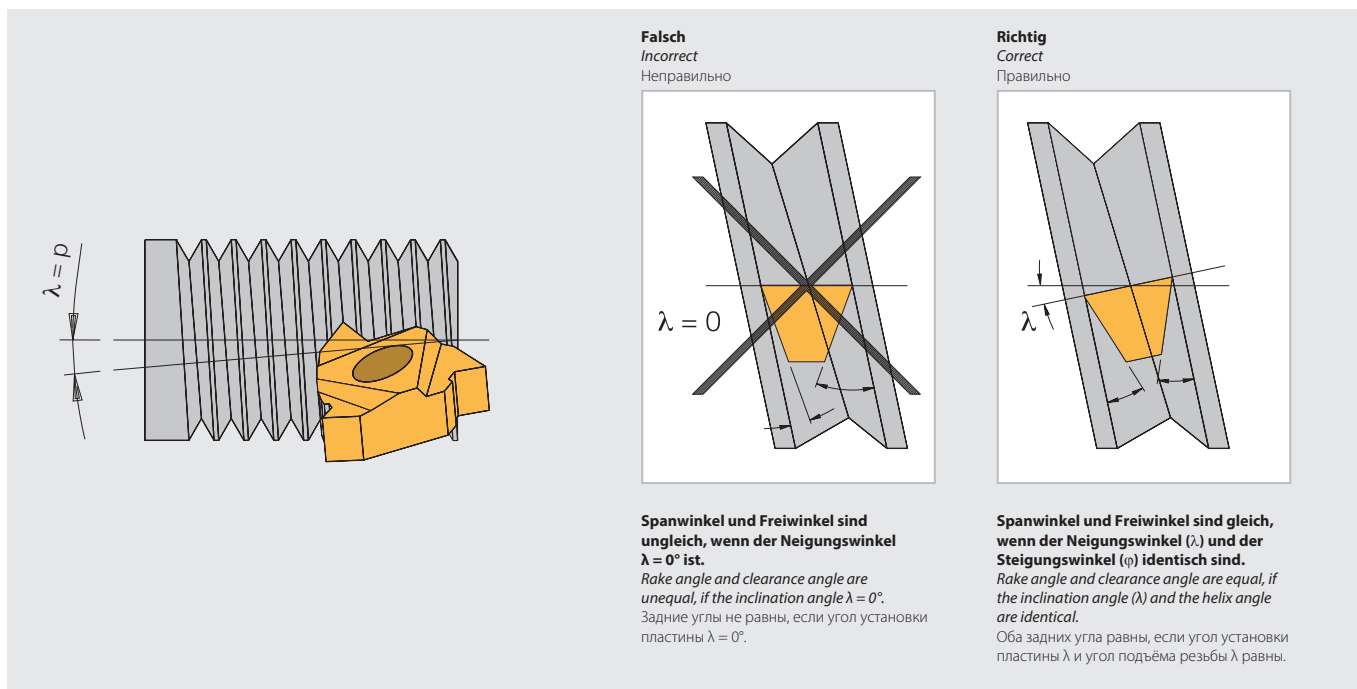 λ = p
Falsch
Incorrect
Неправильно
λ = 0
Spanwinkel und Freiwinkel sind
ungleich, wenn der Neigungswinkel
λ = 0° ist.
Rake angle and clearance angle are
unequal, if the inclination angle λ = 0°.
Задние углы не равны, если угол установки
пластины λ = 0°.
Richtig
Correct
Правильно
λ
Spanwinkel und Freiwinkel sind gleich,
wenn der Neigungswinkel (λ) und der
Steigungswinkel (φ) identisch sind.
Rake angle and clearance angle are equal, if
the inclination angle (λ) and the helix angle
are identical.
Оба задних угла равны, если угол установки
пластины λ и угол подъёма резьбы λ равны.